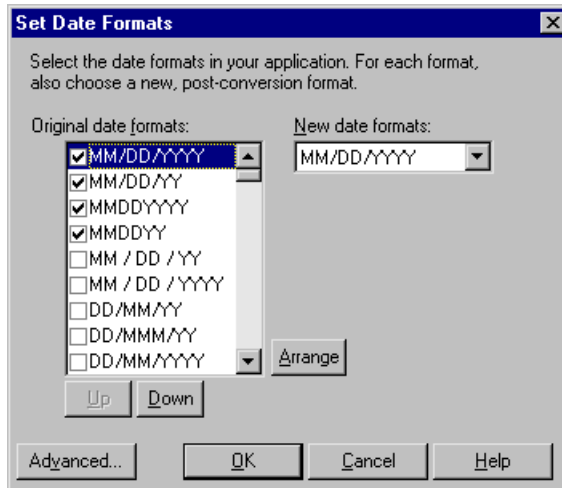 Set Date Formats
Select the date formats in your application. For each format,
also choose a new, post-conversion format.
Original date formats:
New date formats:
MM/DD/YYYY
MM/DD/YYYY
MM/DD/YY
MMDDYYYY
MMDDYY
MM / DD / YY
MM / DD / YYYY
DD/MM/YY
DD/MMM/YY
DD/MM/YYYY
Arrange
Up
Down
Advanced...
OK
Cancel
Help